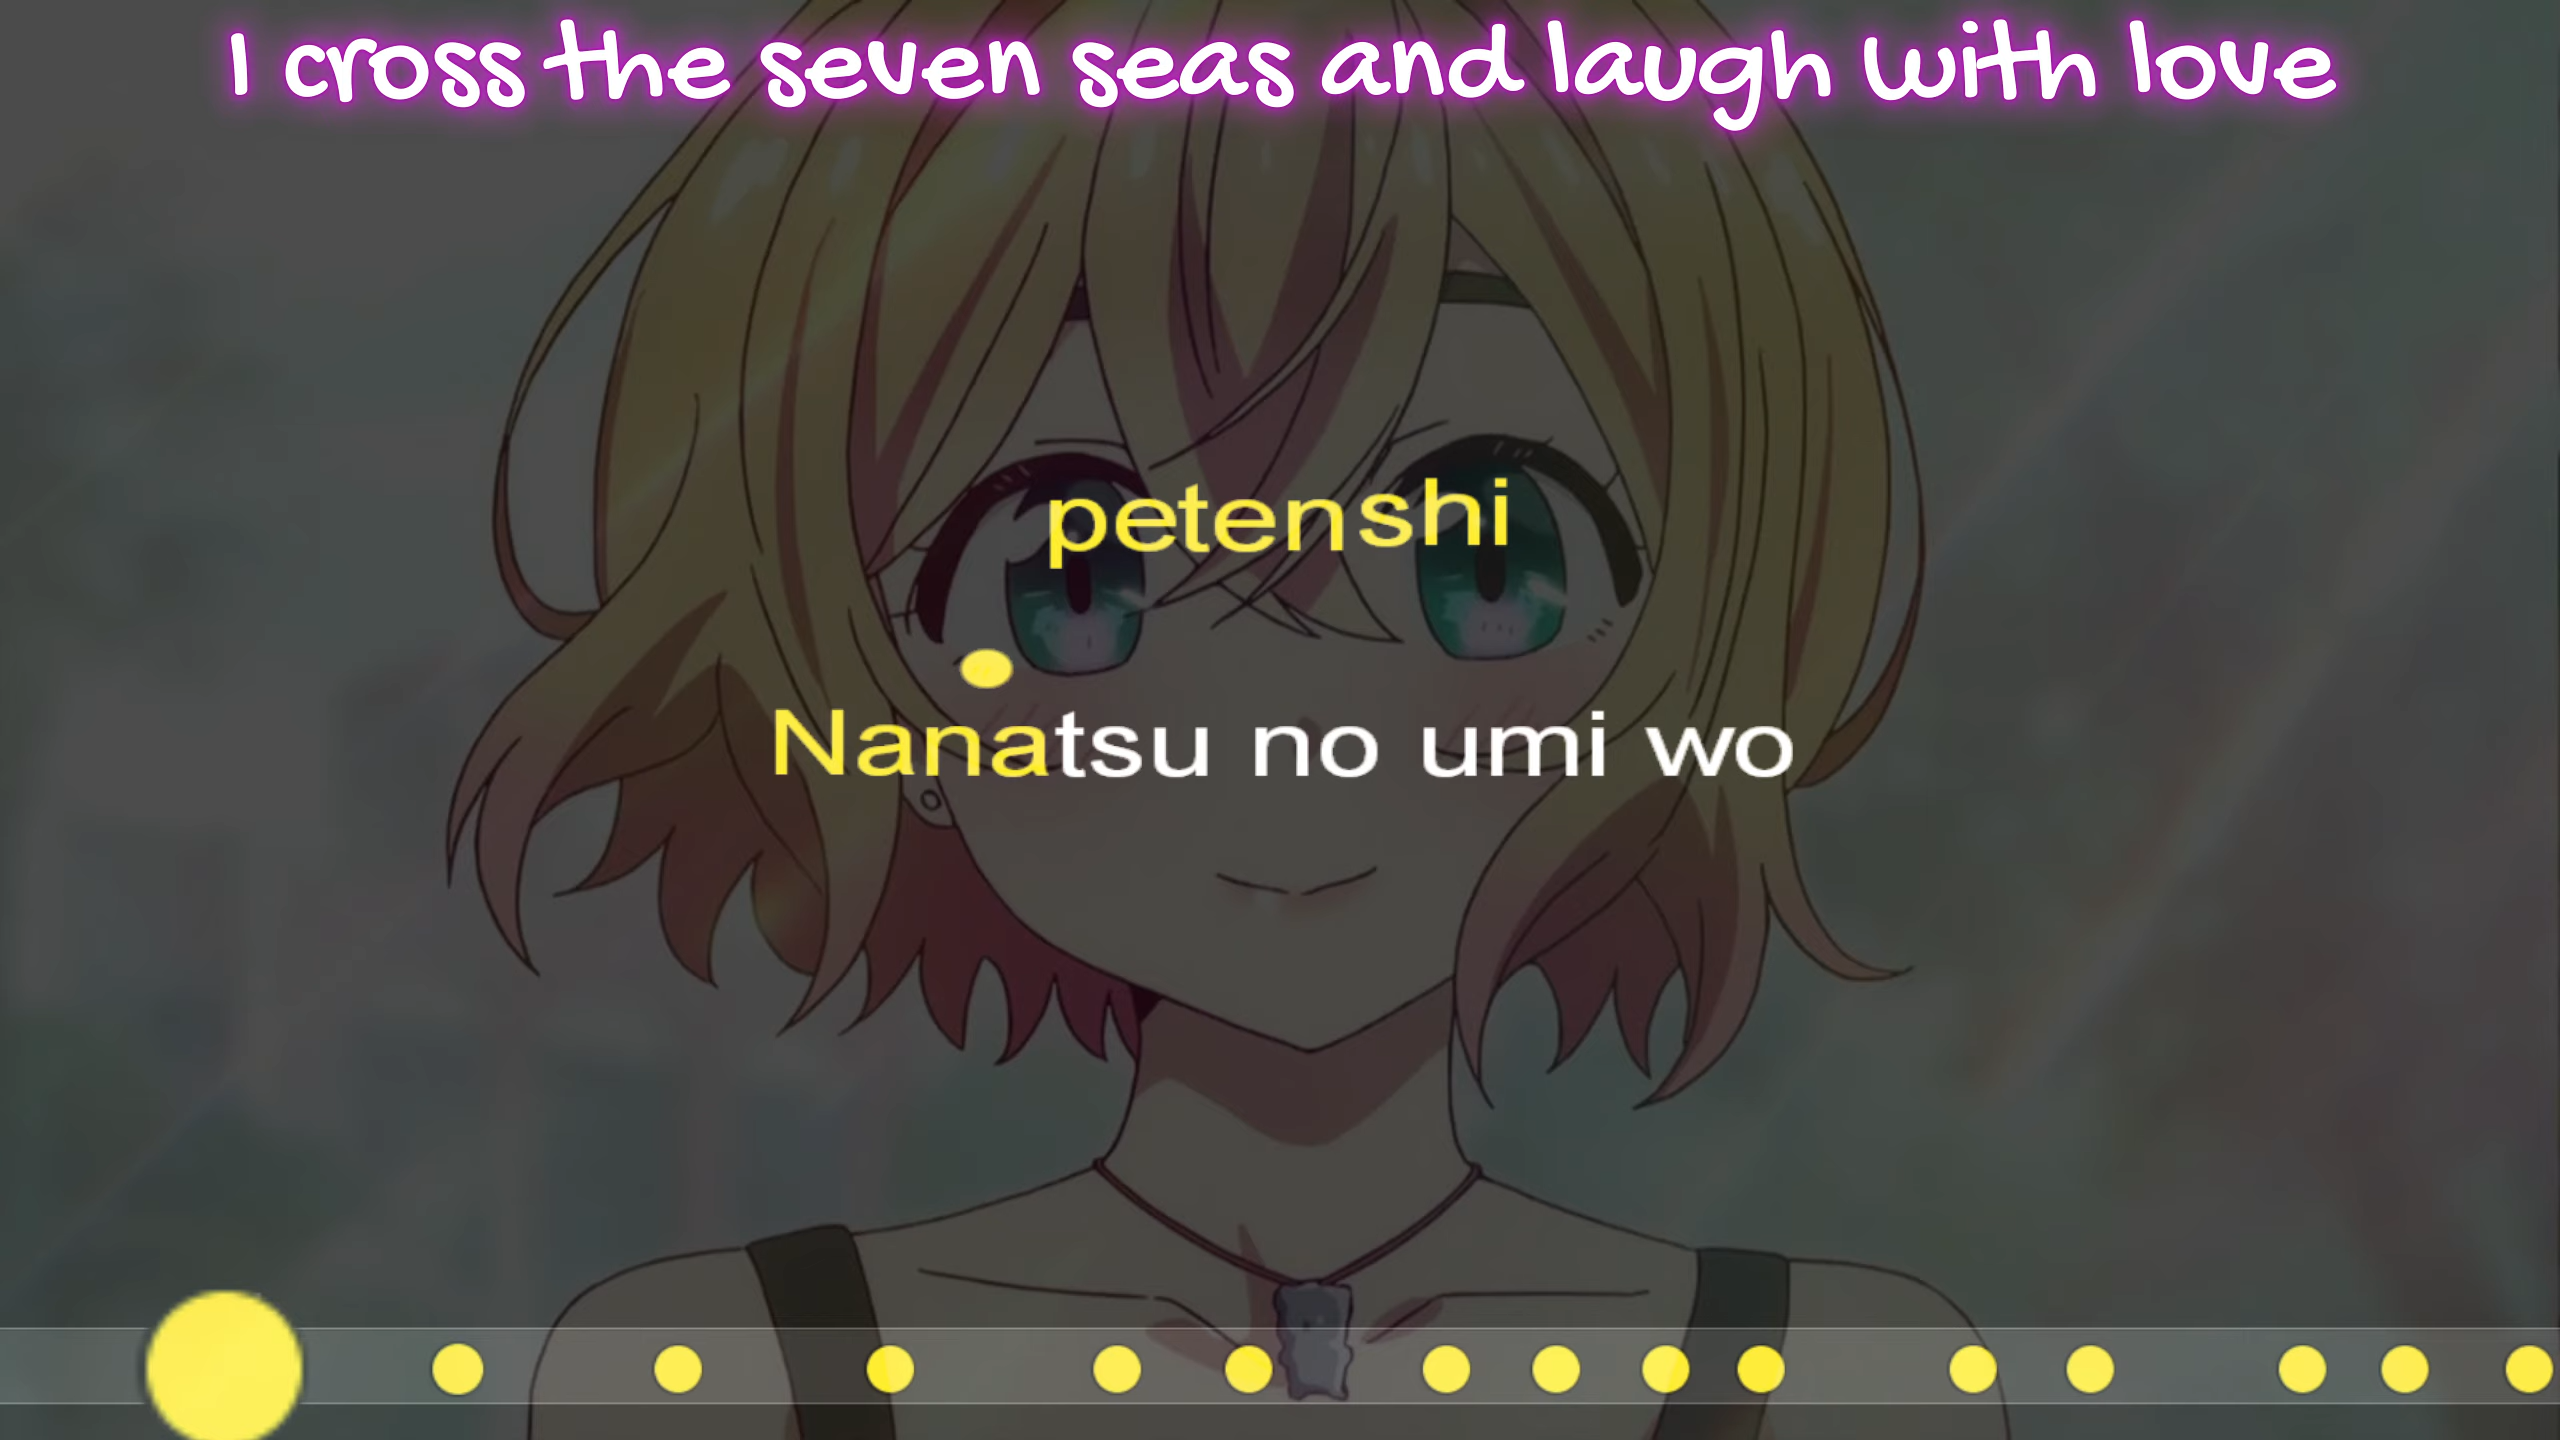 I cross the seven seas and laugh with love
petenshi
Nanatsu no umi wo